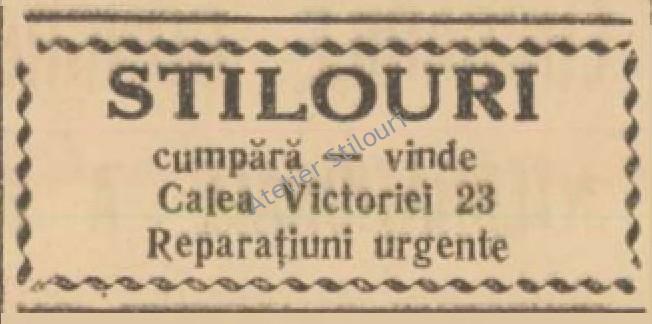 STILOURI
cumpără — vinde
Calea Victoriei 23
Reparațiuni urgente
Atelier Stilouri